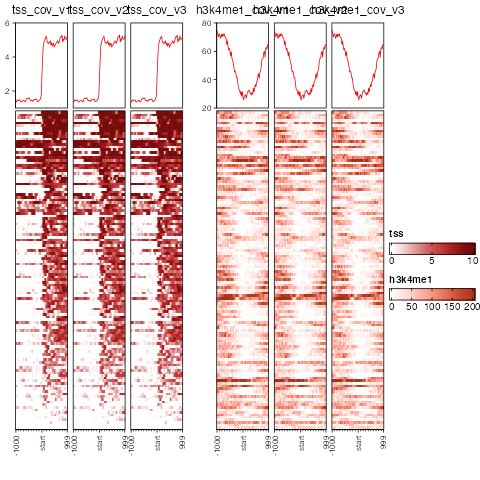 tss_cov_v1 tss_cov_v2 tss_cov_v3 h3k4me1_cov_v1 h3k4me1_cov_v2 h3k4me1_cov_v3
6
4
2
80
60
40
20
tss
0 5 10
h3k4me1
0 50 100 150 200
-1000 start 999 -1000 start 999 -1000 start 999 -1000 start 999 -1000 start 999 -1000 start 999